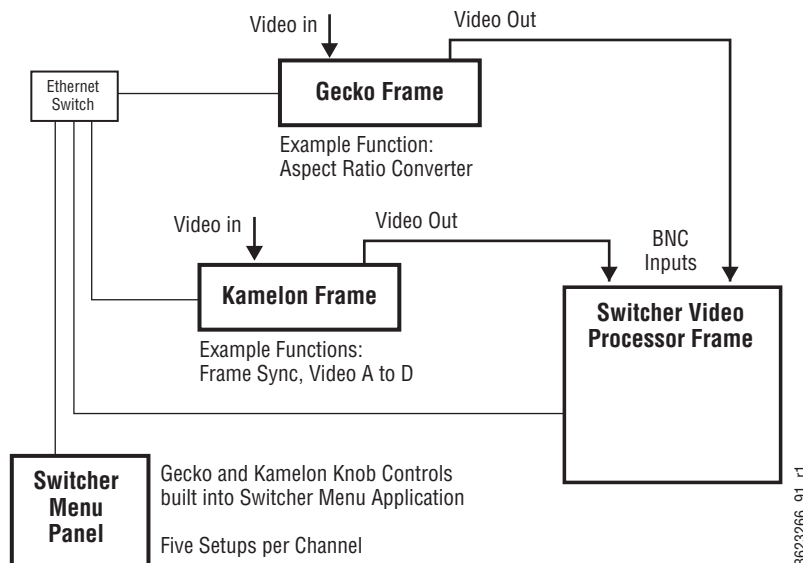 Video in
Video Out
Ethernet
Switch
Gecko Frame
Example Function:
Aspect Ratio Converter
Video in
Video Out
BNC
Inputs
Kamelon Frame
Switcher Video
Processor Frame
Example Functions:
Frame Sync, Video A to D
Switcher
Menu
Panel
Gecko and Kamelon Knob Controls
built into Switcher Menu Application
Five Setups per Channel
8623266_91_r1